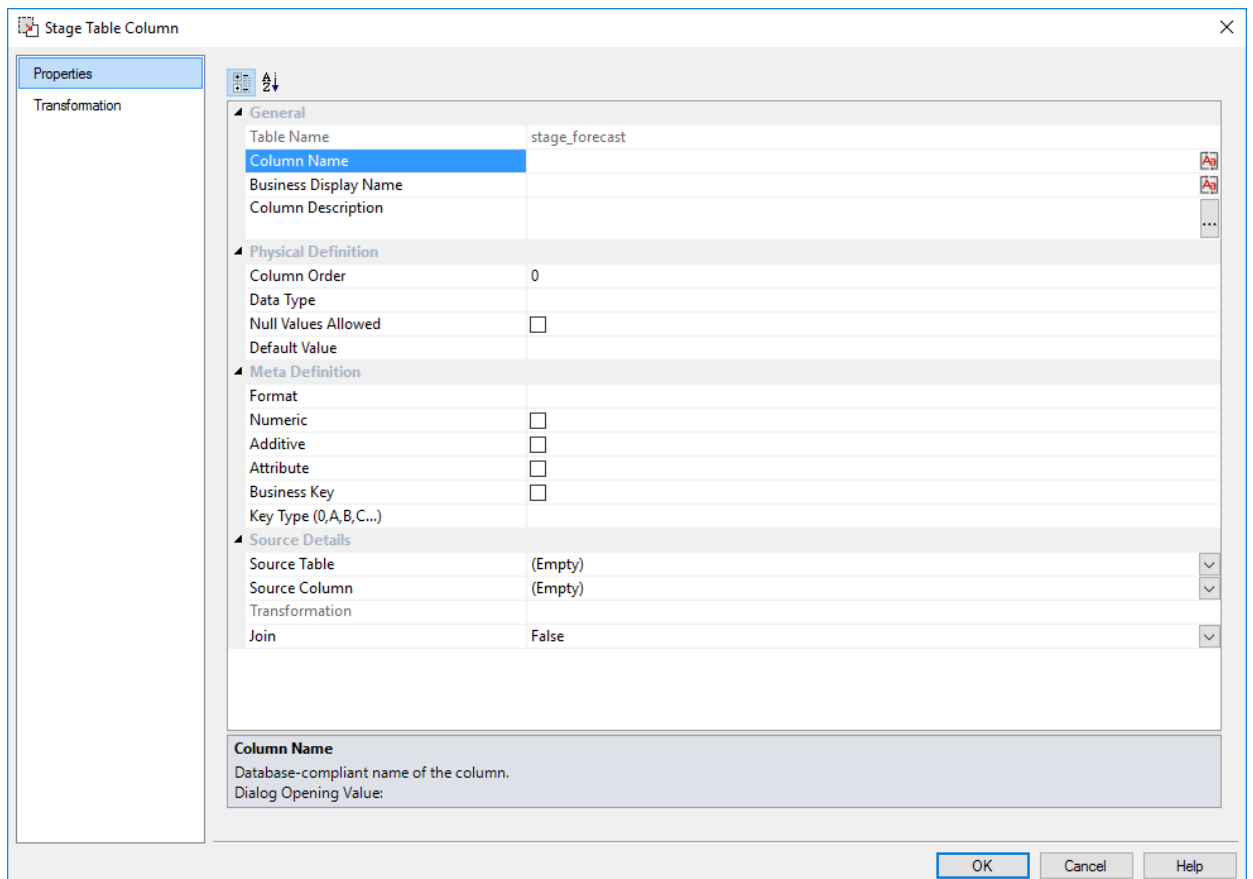 Stage Table Column
Properties
Transformation
General
Table Name stage_forecast
Column Name
Business Display Name
Column Description
...
Physical Definition
Column Order 0
Data Type
Null Values Allowed
Default Value
Meta Definition
Format
Numeric
Additive
Attribute
Business Key
Key Type (0,A,B,C...)
Source Details
Source Table (Empty)
Source Column (Empty)
Transformation
Join False
Column Name
Database-compliant name of the column.
Dialog Opening Value:
OK Cancel Help